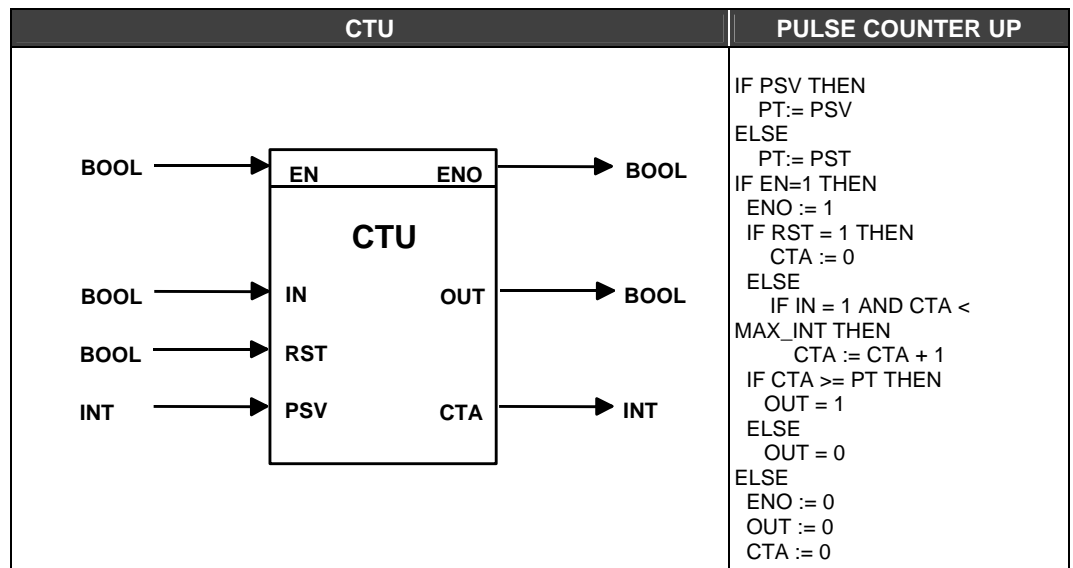 CTU
PULSE COUNTER UP
BOOL
EN
ENO
BOOL
CTU
BOOL
IN
OUT
BOOL
BOOL
RST
INT
PSV
CTA
INT
IF PSV THEN
PT:= PSV
ELSE
PT:= PST
IF EN=1 THEN
ENO := 1
IF RST = 1 THEN
CTA := 0
ELSE
IF IN = 1 AND CTA <
MAX_INT THEN
CTA := CTA + 1
IF CTA >= PT THEN
OUT = 1
ELSE
OUT = 0
ELSE
ENO := 0
OUT := 0
CTA := 0